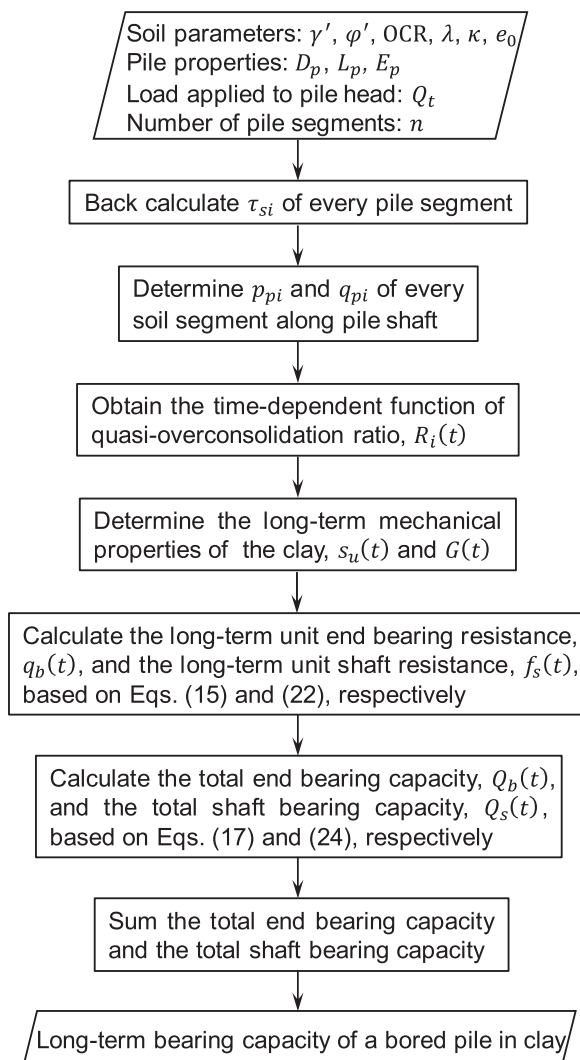 Soil parameters: γ′, φ′, OCR, λ, κ, e₀
Pile properties: Dₚ, Lₚ, Eₚ
Load applied to pile head: Qₜ
Number of pile segments: n
Back calculate τₛᵢ of every pile segment
Determine pₚᵢ and qₚᵢ of every
soil segment along pile shaft
Obtain the time-dependent function of
quasi-overconsolidation ratio, Rᵢ(t)
Determine the long-term mechanical
properties of the clay, sᵤ(t) and G(t)
Calculate the long-term unit end bearing resistance,
q_b(t), and the long-term unit shaft resistance, fₛ(t),
based on Eqs. (15) and (22), respectively
Calculate the total end bearing capacity, Q_b(t),
and the total shaft bearing capacity, Qₛ(t),
based on Eqs. (17) and (24), respectively
Sum the total end bearing capacity
and the total shaft bearing capacity
Long-term bearing capacity of a bored pile in clay